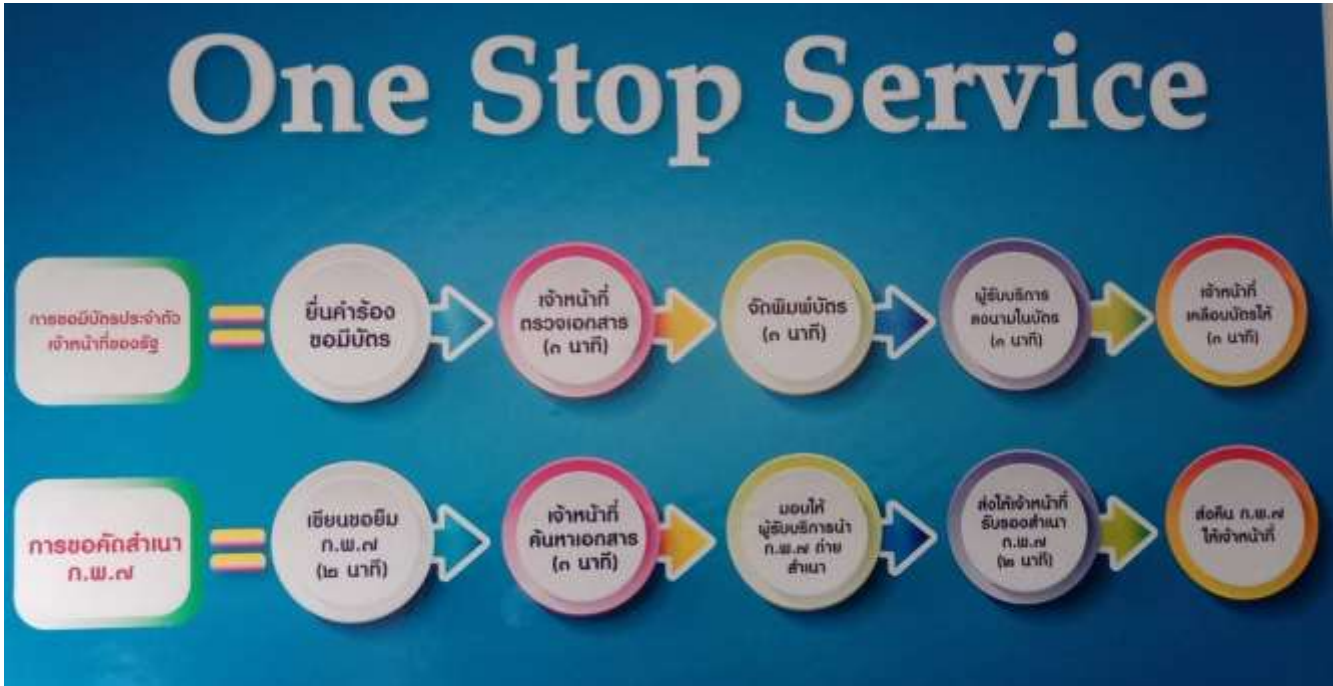 One Stop Service
การขอมีบัตรประจำตัว
เจ้าหน้าที่ของรัฐ
ยื่นคำร้อง
ขอมีบัตร
เจ้าหน้าที่
ตรวจเอกสาร
(๓ นาที)
จัดพิมพ์บัตร
(๓ นาที)
ผู้รับบริการ
ลงนามในบัตร
(๓ นาที)
เจ้าหน้าที่
เคลือบบัตรให้
(๓ นาที)
การขอคัดสำเนา
ก.พ.๗
เขียนขอยืม
ก.พ.๗
(๒ นาที)
เจ้าหน้าที่
ค้นหาเอกสาร
(๓ นาที)
มอบให้
ผู้รับบริการนำ
ก.พ.๗ ถ่าย
สำเนา
ส่งให้เจ้าหน้าที่
รับรองสำเนา
ก.พ.๗
(๒ นาที)
ส่งคืน ก.พ.๗
ให้เจ้าหน้าที่